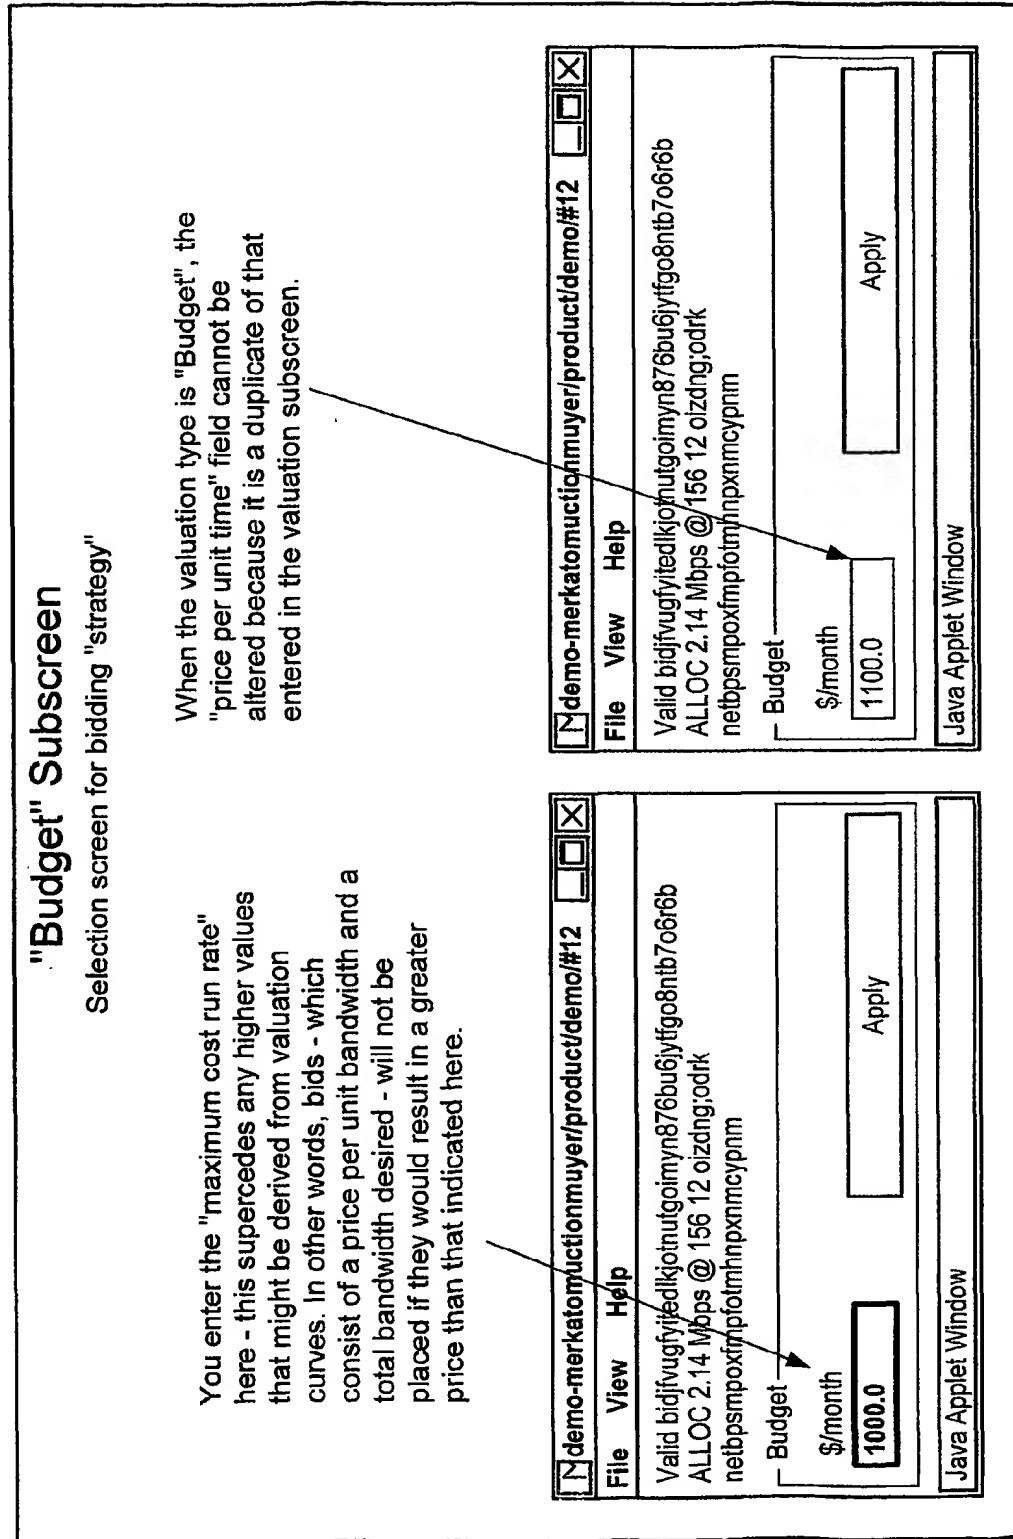 "Budget" Subscreen
Selection screen for bidding "strategy"
You enter the "maximum cost run rate"
here - this supercedes any higher values
that might be derived from valuation
curves. In other words, bids - which
consist of a price per unit bandwidth and a
total bandwidth desired - will not be
placed if they would result in a greater
price than that indicated here.
When the valuation type is "Budget", the
"price per unit time" field cannot be
altered because it is a duplicate of that
entered in the valuation subscreen.
demo-merkatomuctionmuyer/product/demo/#12
File View Help
Valid bidjfvugfyitedlkjotnutgoimyn876bu6jytfgo8ntb7o6r6b
ALLOC 2.14 Mbps @ 156 12 oizdng;odrk
netbpsmpoxfmpfotmhnpxnmcypnm
Budget
$/month
1000.0
Apply
Java Applet Window
demo-merkatomuctionmuyer/product/demo/#12
File View Help
Valid bidjfvugfyitedlkjotnutgoimyn876bu6jytfgo8ntb7o6r6b
ALLOC 2.14 Mbps @ 156 12 oizdng;odrk
netbpsmpoxfmpfotmhnpxnmcypnm
Budget
$/month
1100.0
Apply
Java Applet Window